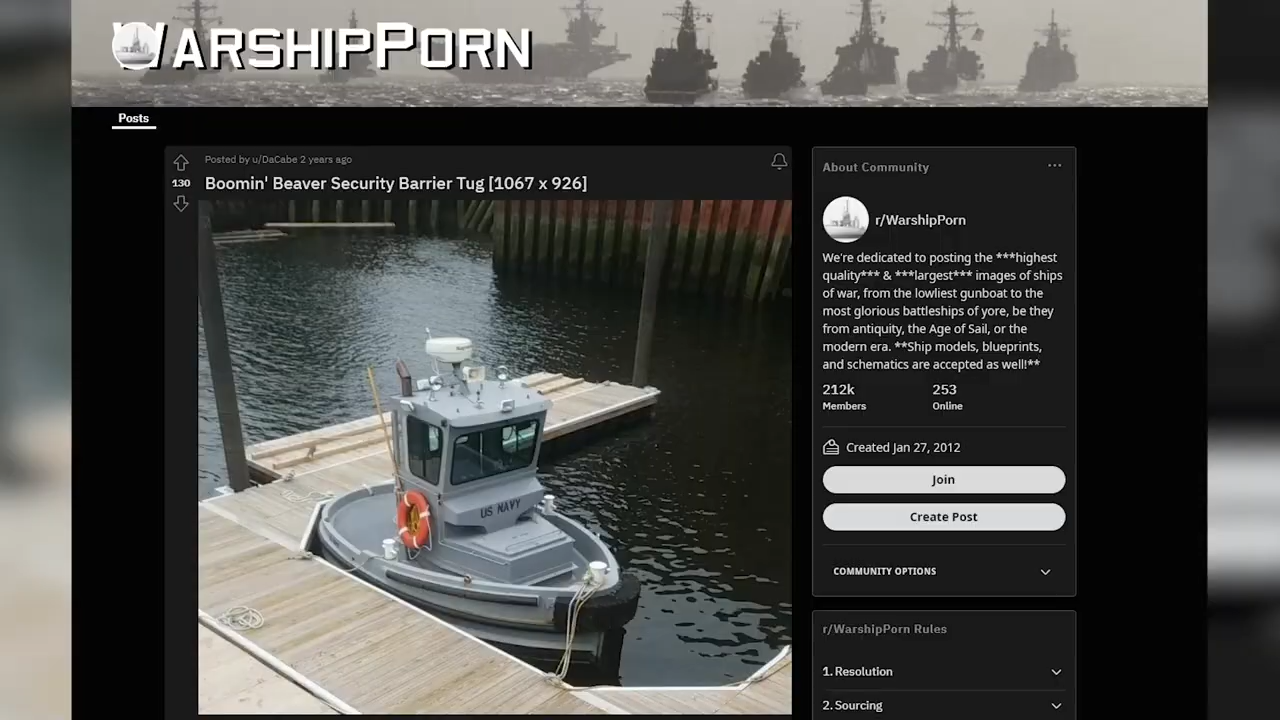 WarshipPorn
Posts
Posted by u/DaCabe 2 years ago
130
Boomin' Beaver Security Barrier Tug [1067 x 926]
US NAVY
About Community
r/WarshipPorn
We're dedicated to posting the ***highest
quality*** & ***largest*** images of ships
of war, from the lowliest gunboat to the
most glorious battleships of yore, be they
from antiquity, the Age of Sail, or the
modern era. **Ship models, blueprints,
and schematics are accepted as well!**
212k 253
Members Online
Created Jan 27, 2012
Join
Create Post
COMMUNITY OPTIONS
r/WarshipPorn Rules
1. Resolution
2. Sourcing